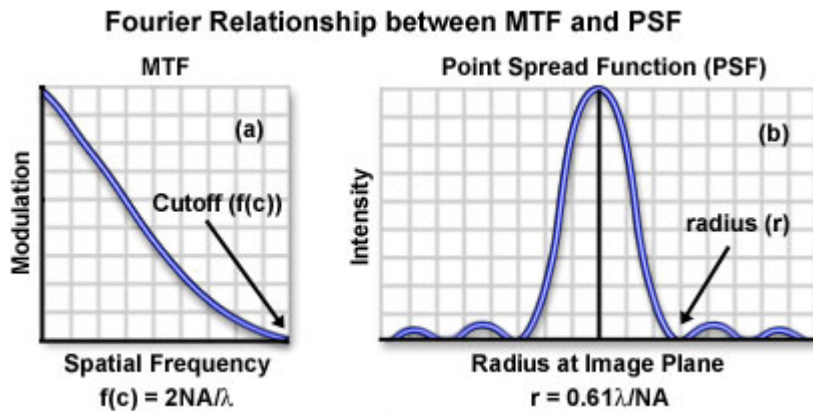 Fourier Relationship between MTF and PSF
MTF
Point Spread Function (PSF)
(a)
(b)
Cutoff (f(c))
radius (r)
Modulation
Intensity
Spatial Frequency
Radius at Image Plane
f(c) = 2NA/λ
r = 0.61λ/NA